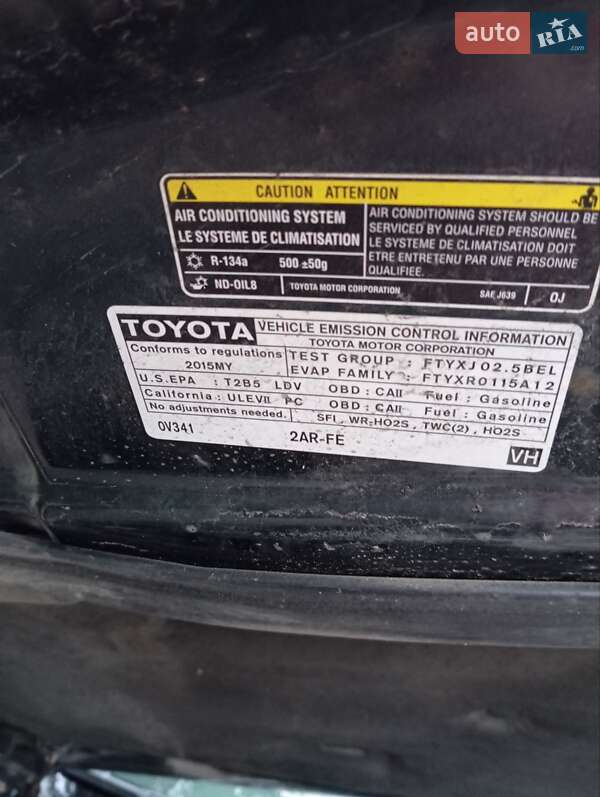 auto RIA .com
CAUTION ATTENTION
AIR CONDITIONING SYSTEM
LE SYSTEME DE CLIMATISATION
R-134a 500 ±50g
ND-OIL8
AIR CONDITIONING SYSTEM SHOULD BE
SERVICED BY QUALIFIED PERSONNEL
LE SYSTEME DE CLIMATISATION DOIT
ETRE ENTRETENU PAR UNE PERSONNE
QUALIFIEE.
TOYOTA MOTOR CORPORATION SAE J639 0J
TOYOTA VEHICLE EMISSION CONTROL INFORMATION
TOYOTA MOTOR CORPORATION
Conforms to regulations
2015MY
TEST GROUP : FTYXJ02.5BEL
EVAP FAMILY : FTYXR0115A12
U.S.EPA : T2B5 LDV OBD : CAII Fuel : Gasoline
California : ULEVII PC OBD : CAII Fuel : Gasoline
No adjustments needed. SFI, WR-HO2S, TWC(2), HO2S
0V341 2AR-FE VH